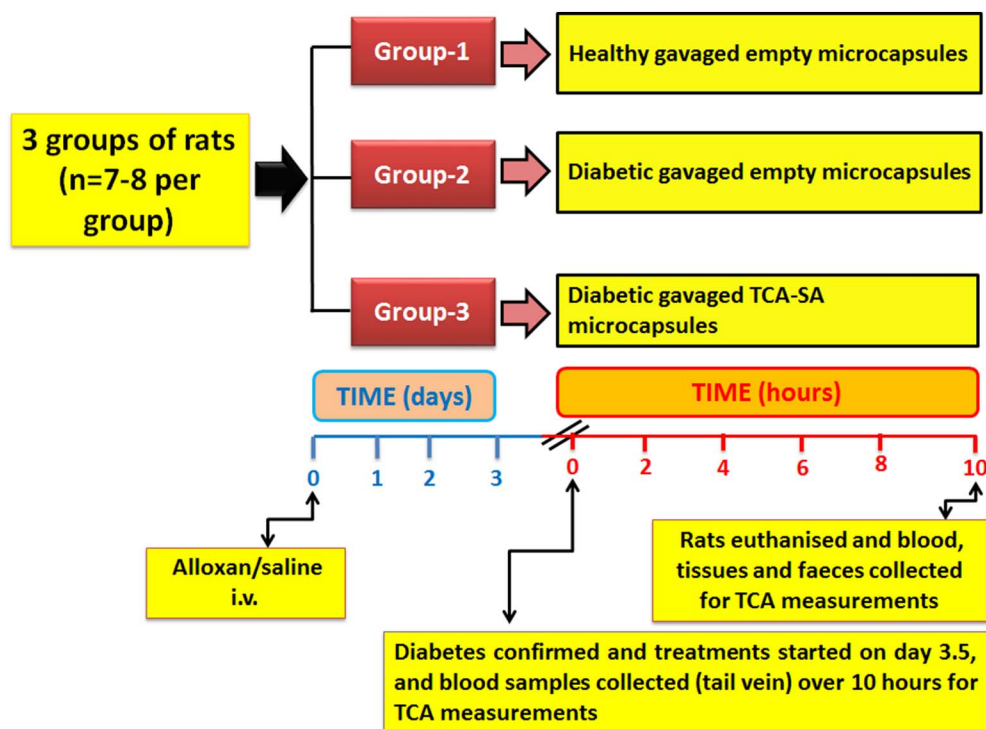 3 groups of rats
(n=7-8 per
group)
Group-1
Healthy gavaged empty microcapsules
Group-2
Diabetic gavaged empty microcapsules
Group-3
Diabetic gavaged TCA-SA
microcapsules
TIME (days)
TIME (hours)
0 1 2 3
0 2 4 6 8 10
Alloxan/saline
i.v.
Rats euthanised and blood,
tissues and faeces collected
for TCA measurements
Diabetes confirmed and treatments started on day 3.5,
and blood samples collected (tail vein) over 10 hours for
TCA measurements